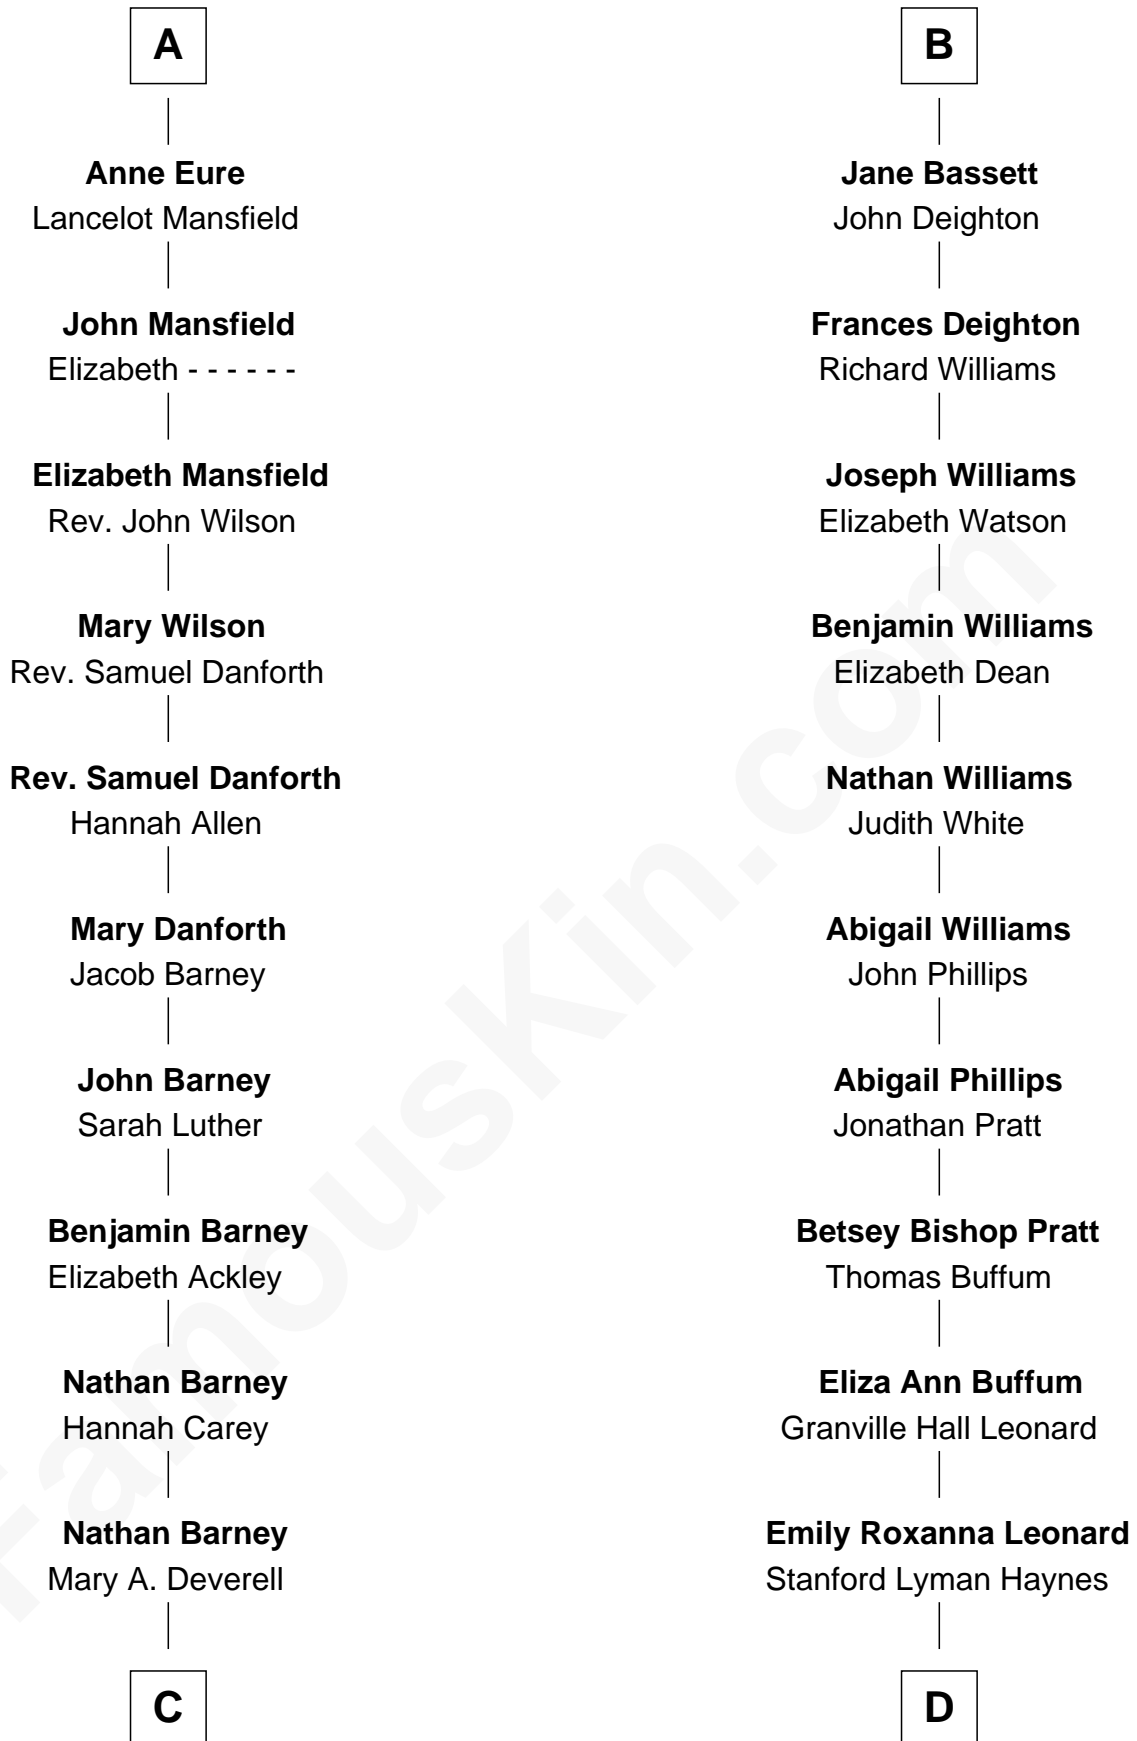 A
Anne Eure
Lancelot Mansfield
John Mansfield
Elizabeth - - - - - -
Elizabeth Mansfield
Rev. John Wilson
Mary Wilson
Rev. Samuel Danforth
Rev. Samuel Danforth
Hannah Allen
Mary Danforth
Jacob Barney
John Barney
Sarah Luther
Benjamin Barney
Elizabeth Ackley
Nathan Barney
Hannah Carey
Nathan Barney
Mary A. Deverell
C
B
Jane Bassett
John Deighton
Frances Deighton
Richard Williams
Joseph Williams
Elizabeth Watson
Benjamin Williams
Elizabeth Dean
Nathan Williams
Judith White
Abigail Williams
John Phillips
Abigail Phillips
Jonathan Pratt
Betsey Bishop Pratt
Thomas Buffum
Eliza Ann Buffum
Granville Hall Leonard
Emily Roxanna Leonard
Stanford Lyman Haynes
D
FamousKin.com